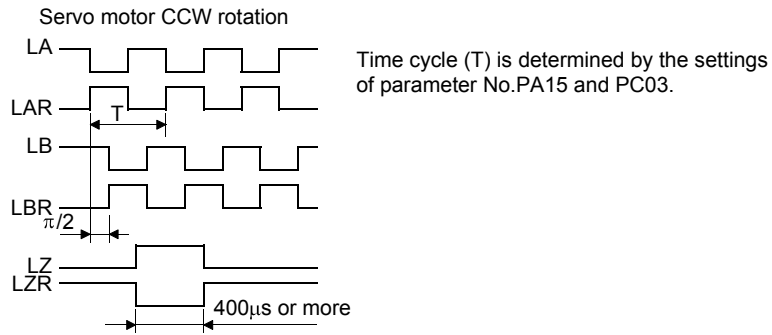 Servo motor CCW rotation
LA
Time cycle (T) is determined by the settings
of parameter No.PA15 and PC03.
LAR
T
LB
LBR
π/2
LZ
LZR
400μs or more